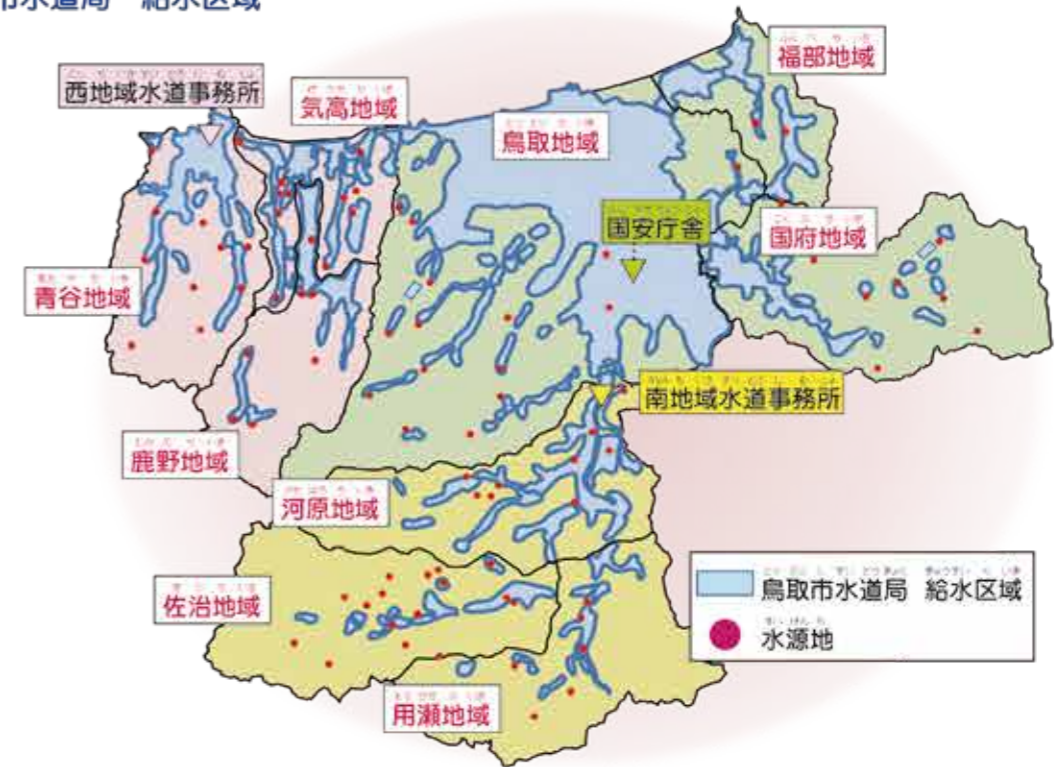 市水道局 給水区域
福部地域
西地域水道事務所
気高地域
鳥取地域
国安庁舎
国府地域
青谷地域
南地域水道事務所
鹿野地域
河原地域
佐治地域
用瀬地域
鳥取市水道局 給水区域
水源地